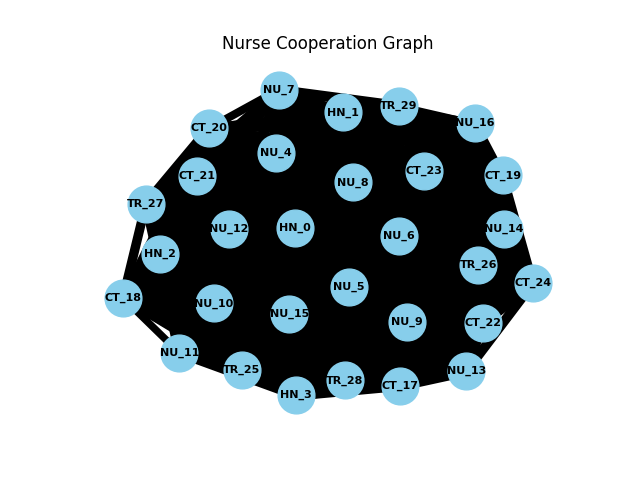 Nurse Cooperation Graph
NU_7
HN_1
TR_29
NU_16
CT_20
NU_4
CT_21
NU_8
CT_23
CT_19
TR_27
NU_12
HN_0
NU_6
NU_14
HN_2
TR_26
CT_18
NU_10
NU_15
NU_5
NU_9
CT_22
CT_24
NU_11
TR_25
HN_3
TR_28
CT_17
NU_13